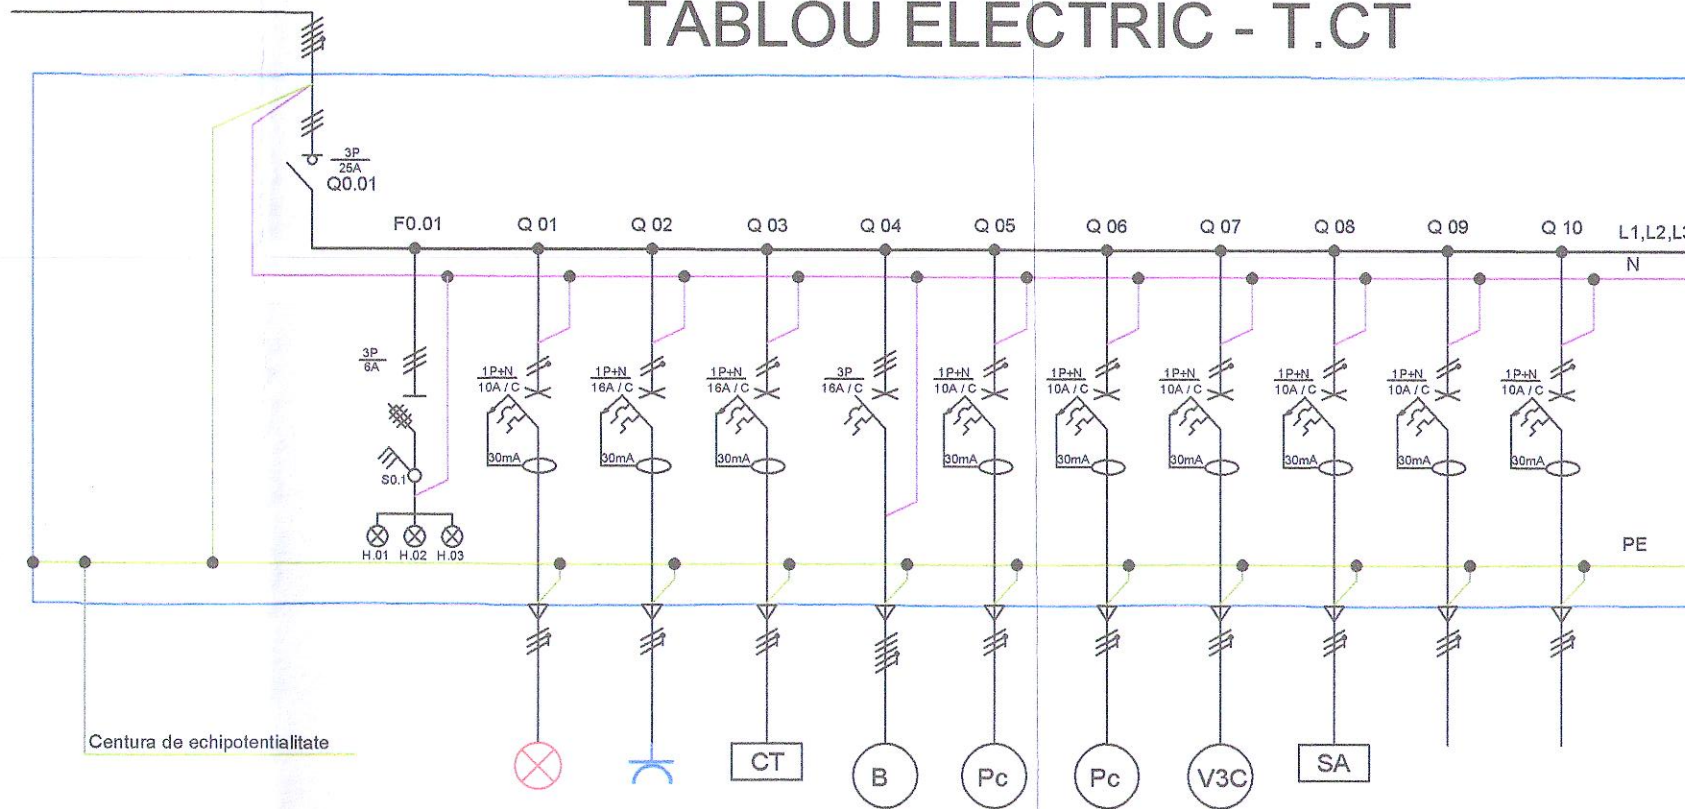 TABLOU ELECTRIC - T.CT
3P
25A
Q0.01
F0.01 Q 01 Q 02 Q 03 Q 04 Q 05 Q 06 Q 07 Q 08 Q 09 Q 10 L1,L2,L3
N
3P
6A
1P+N 1P+N 1P+N 3P 1P+N 1P+N 1P+N 1P+N 1P+N 1P+N
10A / C 16A / C 16A / C 16A / C 10A / C 10A / C 10A / C 10A / C 10A / C 10A / C
30mA 30mA 30mA 30mA 30mA 30mA 30mA 30mA 30mA
S0.1
H.01 H.02 H.03
PE
Centura de echipotentialitate
CT B Pc Pc V3C SA